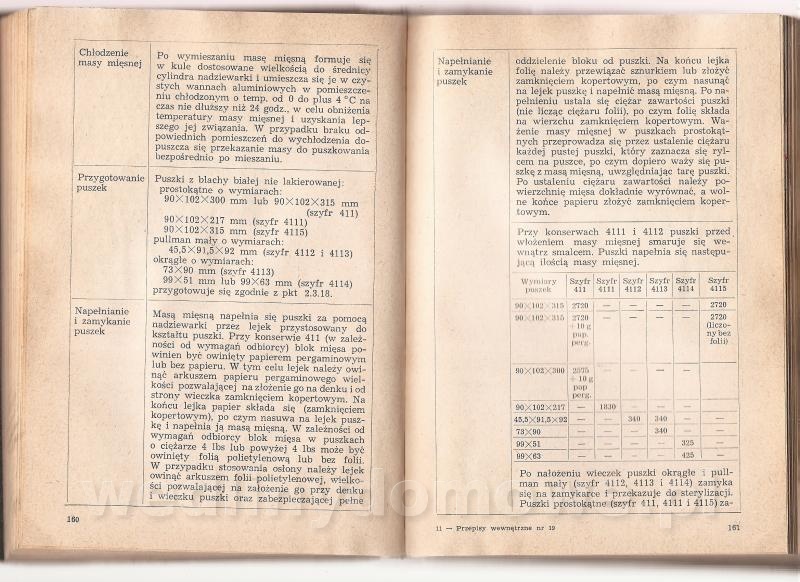 Chłodzenie
masy mięsnej
Po wymieszaniu masę mięsną formuje się
w kule dostosowane wielkością do średnicy
cylindra nadziewarki i umieszcza się je w czy-
stych wannach aluminiowych w pomieszcze-
niu chłodzonym o temp. od 0 do plus 4 °C na
czas nie dłuższy niż 24 godz., w celu obniżenia
temperatury masy mięsnej i uzyskania lep-
szego jej związania. W przypadku braku od-
powiednich pomieszczeń do wychłodzenia do-
puszcza się przekazanie masy do puszkowania
bezpośrednio po mieszaniu.
Przygotowanie
puszek
Puszki z blachy białej nie lakierowanej:
prostokątne o wymiarach:
90×102×300 mm lub 90×102×315 mm
(szyfr 411)
90×102×217 mm (szyfr 4111)
90×102×315 mm (szyfr 4115)
pullman mały o wymiarach:
45,5×91,5×92 mm (szyfr 4112 i 4113)
okrągłe o wymiarach:
73×90 mm (szyfr 4113)
99×51 mm lub 99×63 mm (szyfr 4114)
przygotowuje się zgodnie z pkt 2.3.18.
Napełnianie
i zamykanie
puszek
Masą mięsną napełnia się puszki za pomocą
nadziewarki przez lejek przystosowany do
kształtu puszki. Przy konserwie 411 (w zależ-
ności od wymagań odbiorcy) blok mięsa po-
winien być owinięty papierem pergaminowym
lub bez papieru. W tym celu lejek należy owi-
nąć arkuszem papieru pergaminowego wiel-
kości pozwalającej na złożenie go na denku i od
strony wieczka zamknięciem kopertowym. Na
końcu lejka papier składa się (zamknięciem
kopertowym), po czym nasuwa na lejek pusz-
kę i napełnia ją masą mięsną. W zależności od
wymagań odbiorcy blok mięsa w puszkach
o ciężarze 4 lbs lub powyżej 4 lbs może być
owinięty folią polietylenową lub bez folii.
W przypadku stosowania osłony należy lejek
owinąć arkuszem folii polietylenowej, wielko-
ści pozwalającej na założenie go przy denku
i wieczku puszki oraz zabezpieczającej pełne
160
Napełnianie
i zamykanie
puszek
oddzielenie bloku od puszki. Na końcu lejka
folię należy przewiązać sznurkiem lub złożyć
zamknięciem kopertowym, po czym nasunąć
na lejek puszkę i napełnić masą mięsną. Po na-
pełnieniu ustala się ciężar zawartości puszki
(nie licząc ciężaru folii), po czym folię składa
na wierzchu zamknięciem kopertowym. Wa-
żenie masy mięsnej w puszkach prostokąt-
nych przeprowadza się przez ustalenie ciężaru
każdej pustej puszki, który zaznacza się ryl-
cem na puszce, po czym dopiero waży się pu-
szkę z masą mięsną, uwzględniając tarę puszki.
Po ustaleniu ciężaru zawartości należy po-
wierzchnię mięsa dokładnie wyrównać, a wol-
ne końce papieru złożyć zamknięciem koper-
towym.
Przy konserwach 4111 i 4112 puszki przed
włożeniem masy mięsnej smaruje się we-
wnątrz smalcem. Puszki napełnia się następu-
jącą ilością masy mięsnej.
Wymiary puszek | Szyfr 411 | Szyfr 4111 | Szyfr 4112 | Szyfr 4113 | Szyfr 4114 | Szyfr 4115
90×102×315 | 2720 | — | — | — | — | 2720
90×102×315 | 2720 +10 g pap. perg. | — | — | — | — | 2720 (liczo- ny bez folii)
90×102×300 | 2575 +10 g pap perg. | — | — | — | — | —
90×102×217 | — | 1830 | — | — | — | —
45,5×91,5×92 | — | — | 340 | 340 | — | —
73×90 | — | — | — | 340 | — | —
99×51 | — | — | — | — | 325 | —
99×63 | — | — | — | — | 425 | —
Po nałożeniu wieczek puszki okrągłe i pull-
man mały (szyfr 4112, 4113 i 4114) zamyka
się na zamykarce i przekazuje do sterylizacji.
Puszki prostokątne (szyfr 411, 4111 i 4115) za-
11 — Przepisy wewnętrzne nr 19
161